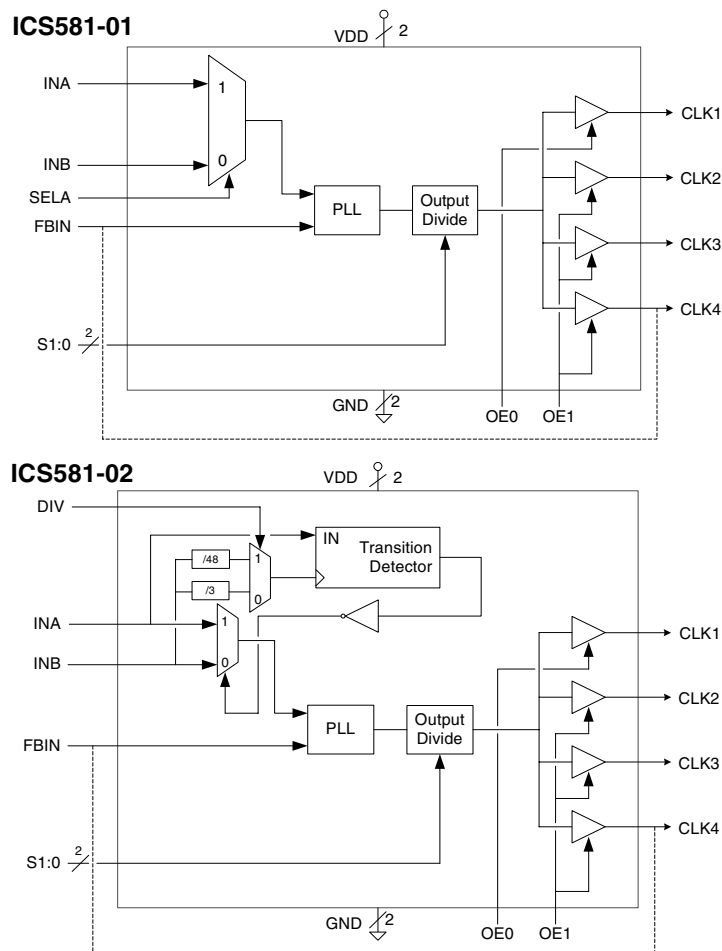 ICS581-01
VDD
2
INA
1
CLK1
INB
0
CLK2
SELA
PLL
Output
Divide
FBIN
CLK3
CLK4
S1:0
2
GND
2
OE0
OE1
ICS581-02
VDD
2
DIV
IN
Transition
Detector
/48
1
/3
0
INA
1
CLK1
INB
0
CLK2
PLL
Output
Divide
FBIN
CLK3
CLK4
S1:0
2
GND
2
OE0
OE1